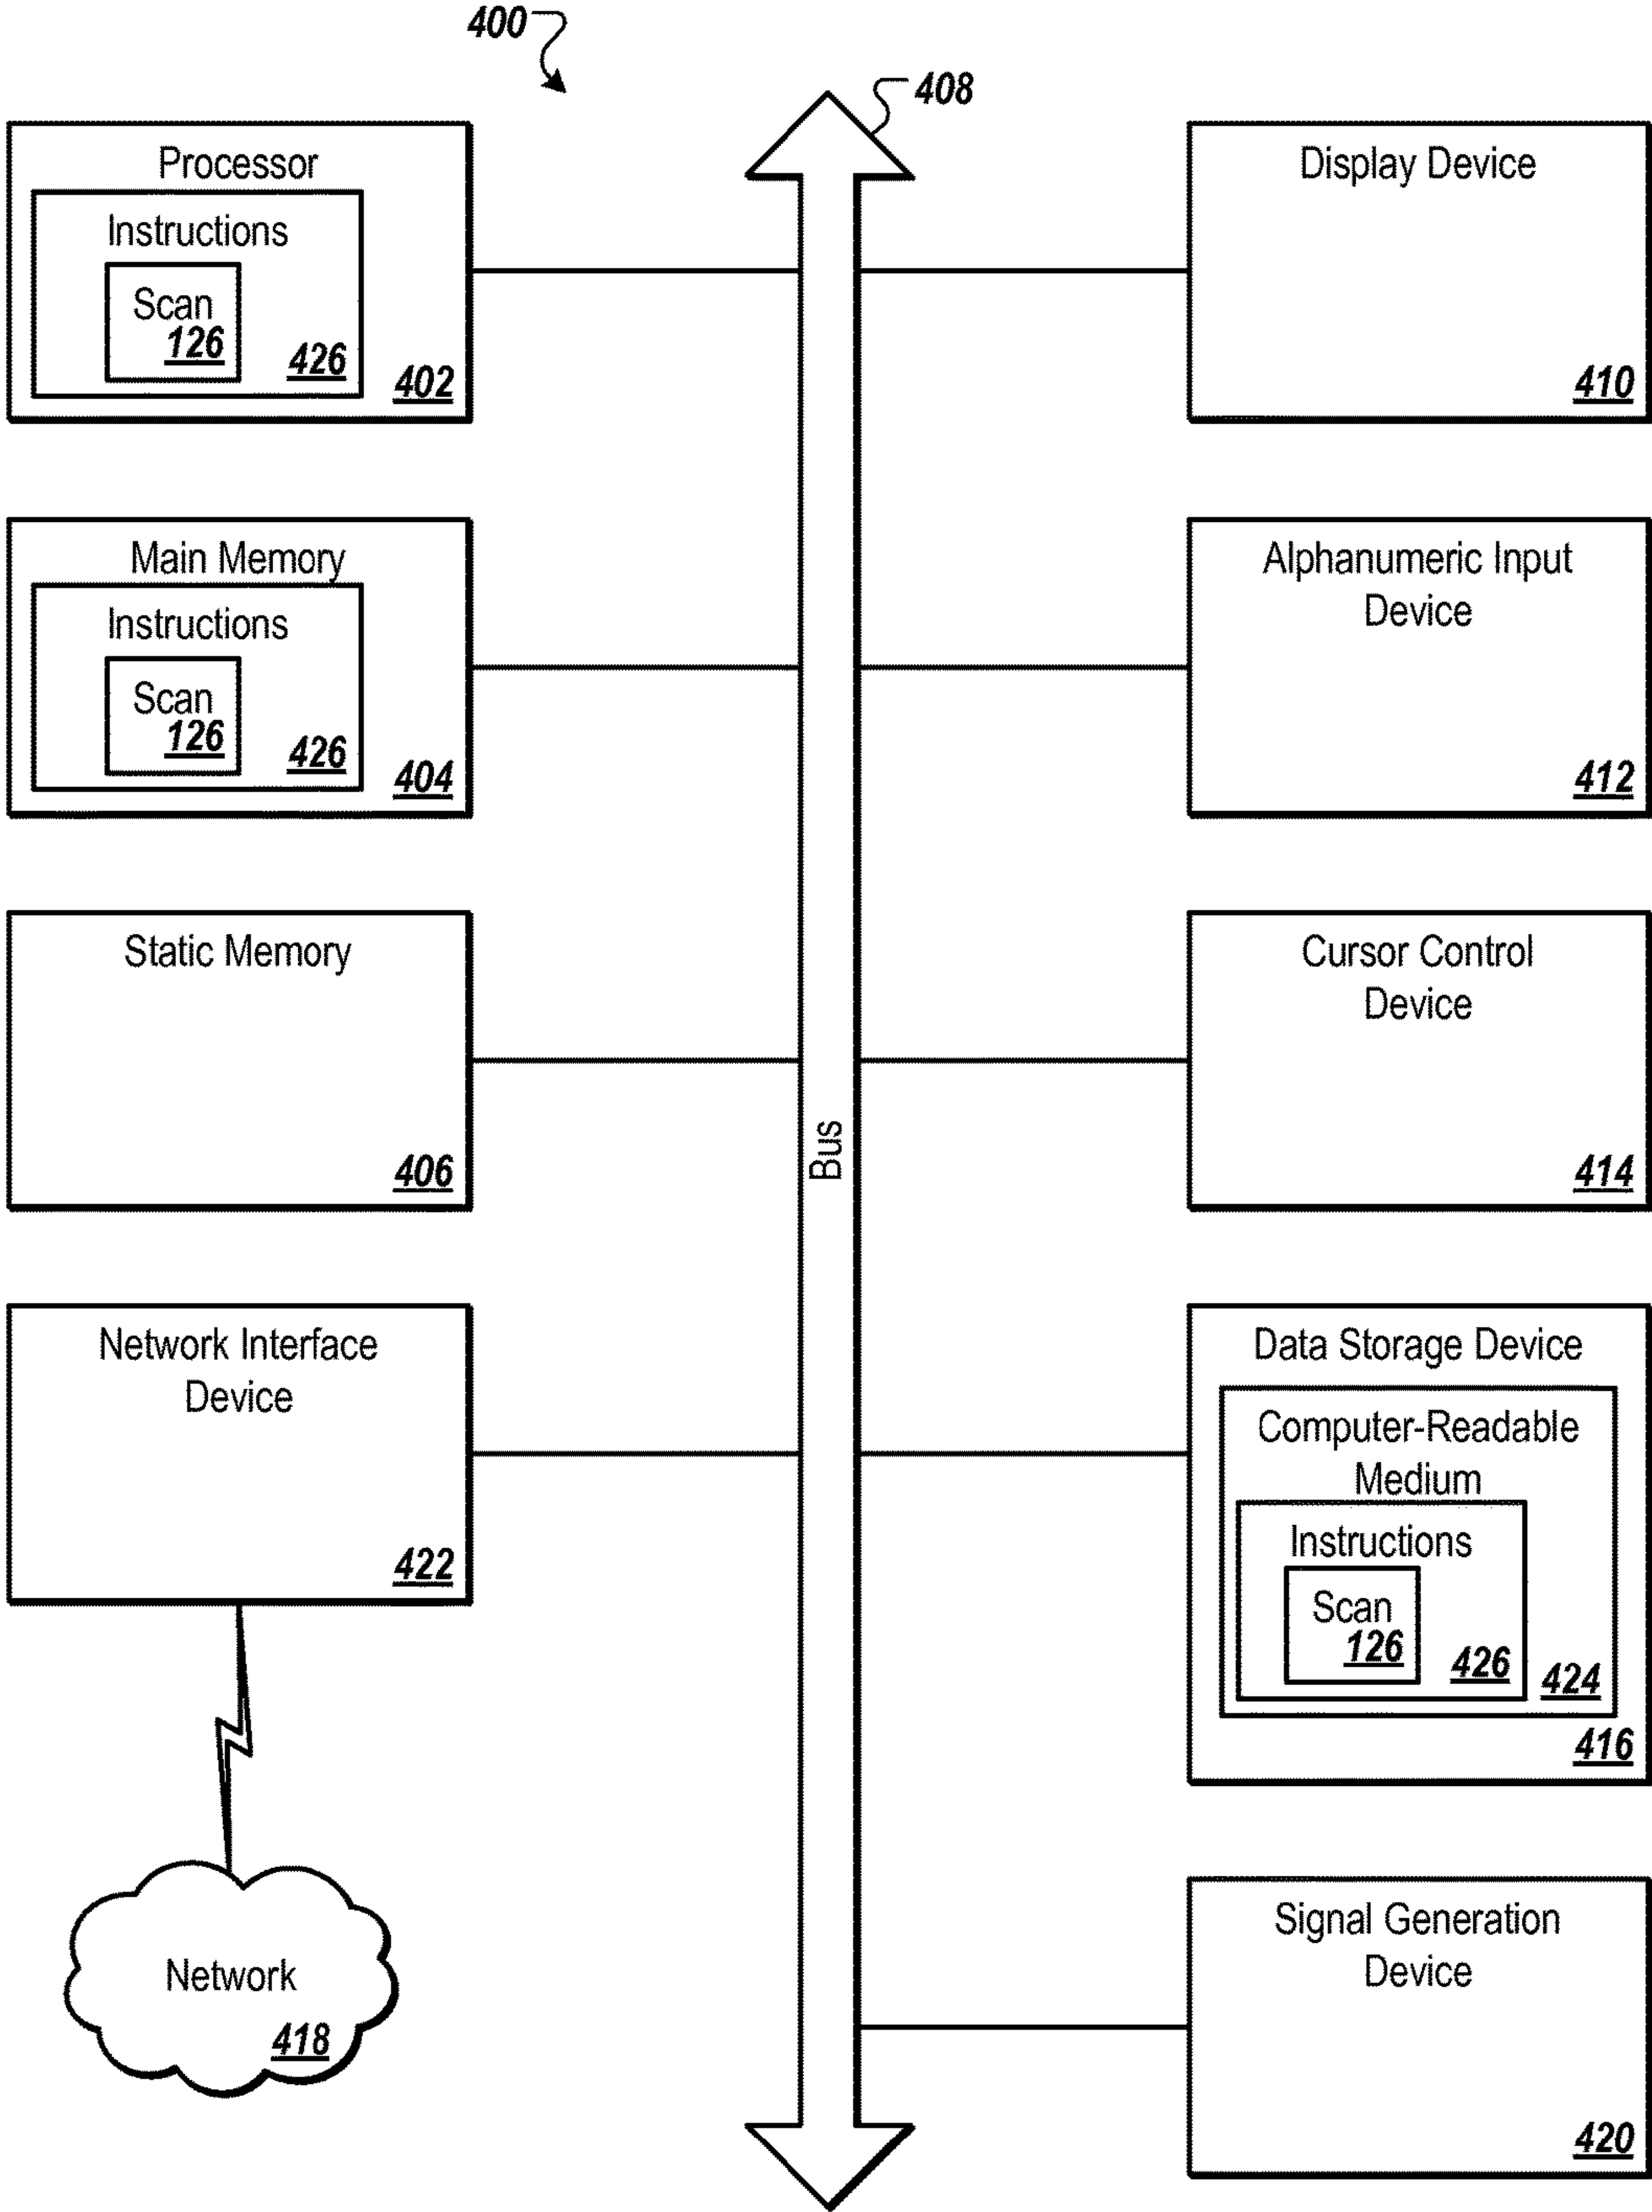 400
408
Processor
Instructions
Scan
126
426
402
Display Device
410
Main Memory
Instructions
Scan
126
426
404
Alphanumeric Input
Device
412
Static Memory
406
Cursor Control
Device
414
Bus
Network Interface
Device
422
Data Storage Device
Computer-Readable
Medium
Instructions
Scan
126
426
424
416
Network
418
Signal Generation
Device
420